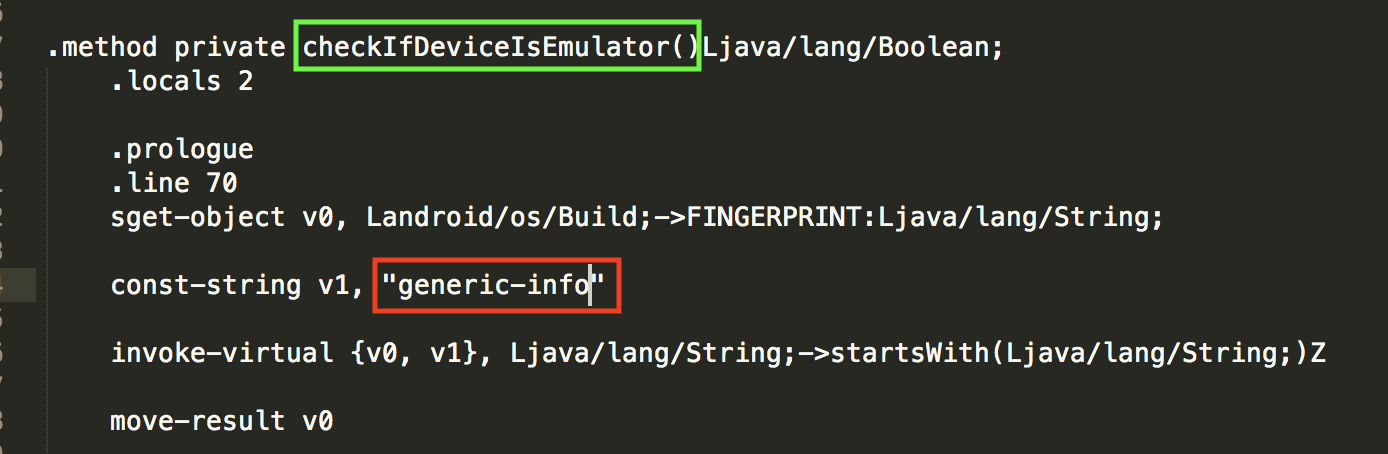 .method private checkIfDeviceIsEmulator()Ljava/lang/Boolean;
.locals 2
.prologue
.line 70
sget-object v0, Landroid/os/Build;->FINGERPRINT:Ljava/lang/String;
const-string v1, "generic-info"
invoke-virtual {v0, v1}, Ljava/lang/String;->startsWith(Ljava/lang/String;)Z
move-result v0